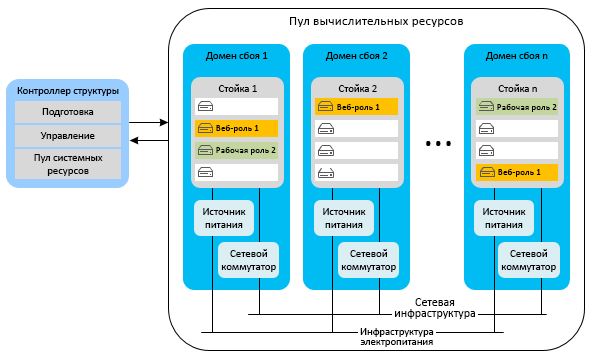 Пул вычислительных ресурсов
Контроллер структуры
Подготовка
Управление
Пул системных
ресурсов
Домен сбоя 1
Стойка 1
Веб-роль 1
Рабочая роль 2
Источник
питания
Сетевой
коммутатор
Домен сбоя 2
Стойка 2
Веб-роль 1
Источник
питания
Сетевой
коммутатор
Домен сбоя n
Стойка n
Рабочая роль 2
Веб-роль 1
Источник
питания
Сетевой
коммутатор
Сетевая
инфраструктура
Инфраструктура
электропитания